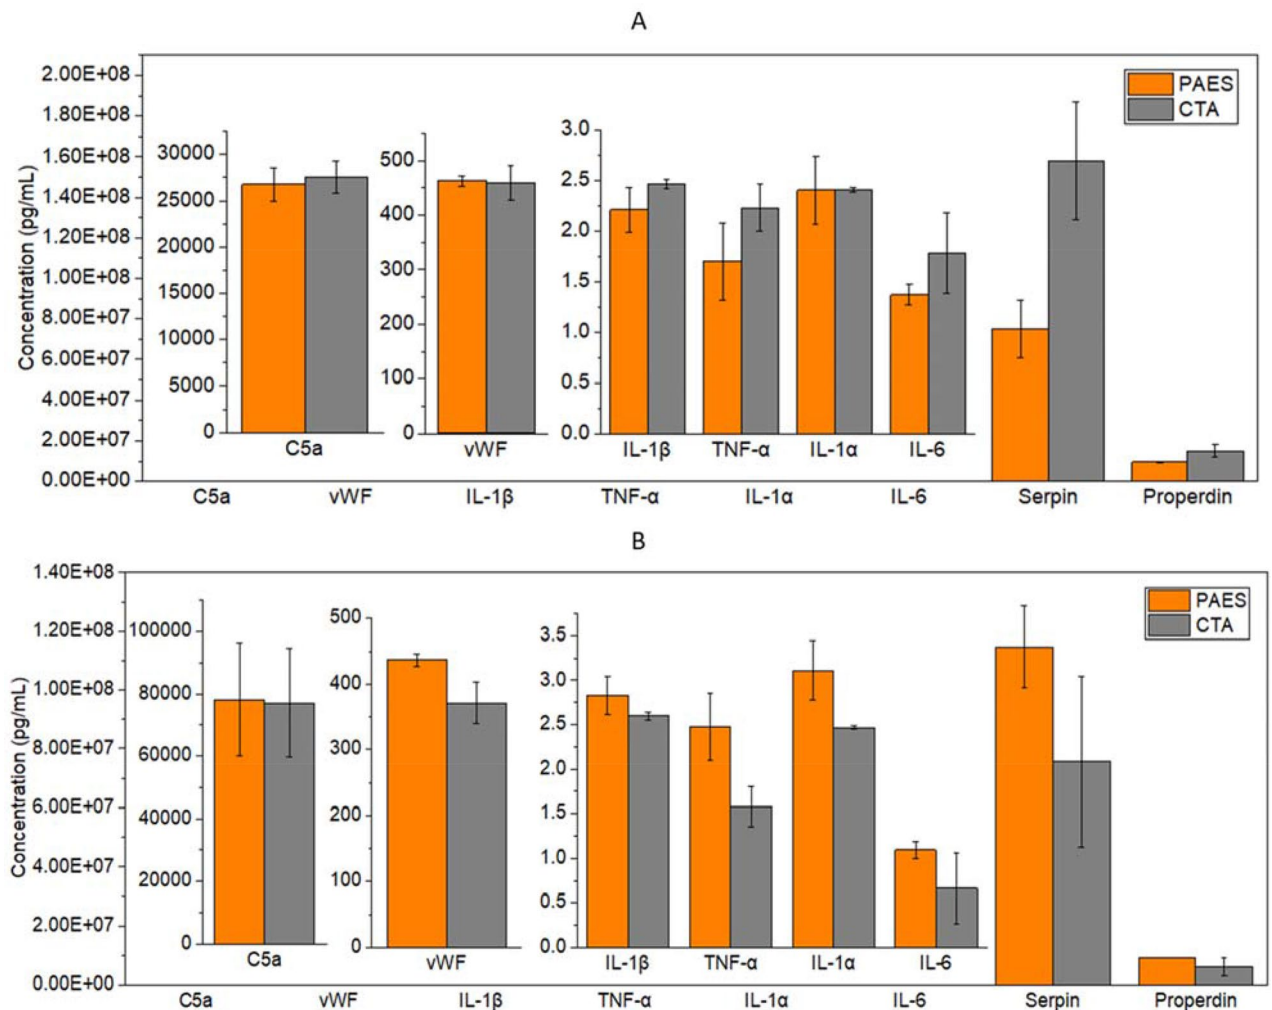 A
Concentration (pg/mL)
2.00E+08
1.80E+08
1.60E+08
1.40E+08
1.20E+08
1.00E+08
8.00E+07
6.00E+07
4.00E+07
2.00E+07
0.00E+00
30000
25000
20000
15000
10000
5000
0
C5a
500
400
300
200
100
0
vWF
3.0
2.5
2.0
1.5
1.0
0.5
0.0
IL-1β TNF-α IL-1α IL-6
PAES
CTA
C5a vWF IL-1β TNF-α IL-1α IL-6 Serpin Properdin
B
Concentration (pg/mL)
1.40E+08
1.20E+08
1.00E+08
8.00E+07
6.00E+07
4.00E+07
2.00E+07
0.00E+00
100000
80000
60000
40000
20000
0
C5a
500
400
300
200
100
0
vWF
3.5
3.0
2.5
2.0
1.5
1.0
0.5
0.0
IL-1β TNF-α IL-1α IL-6
PAES
CTA
C5a vWF IL-1β TNF-α IL-1α IL-6 Serpin Properdin